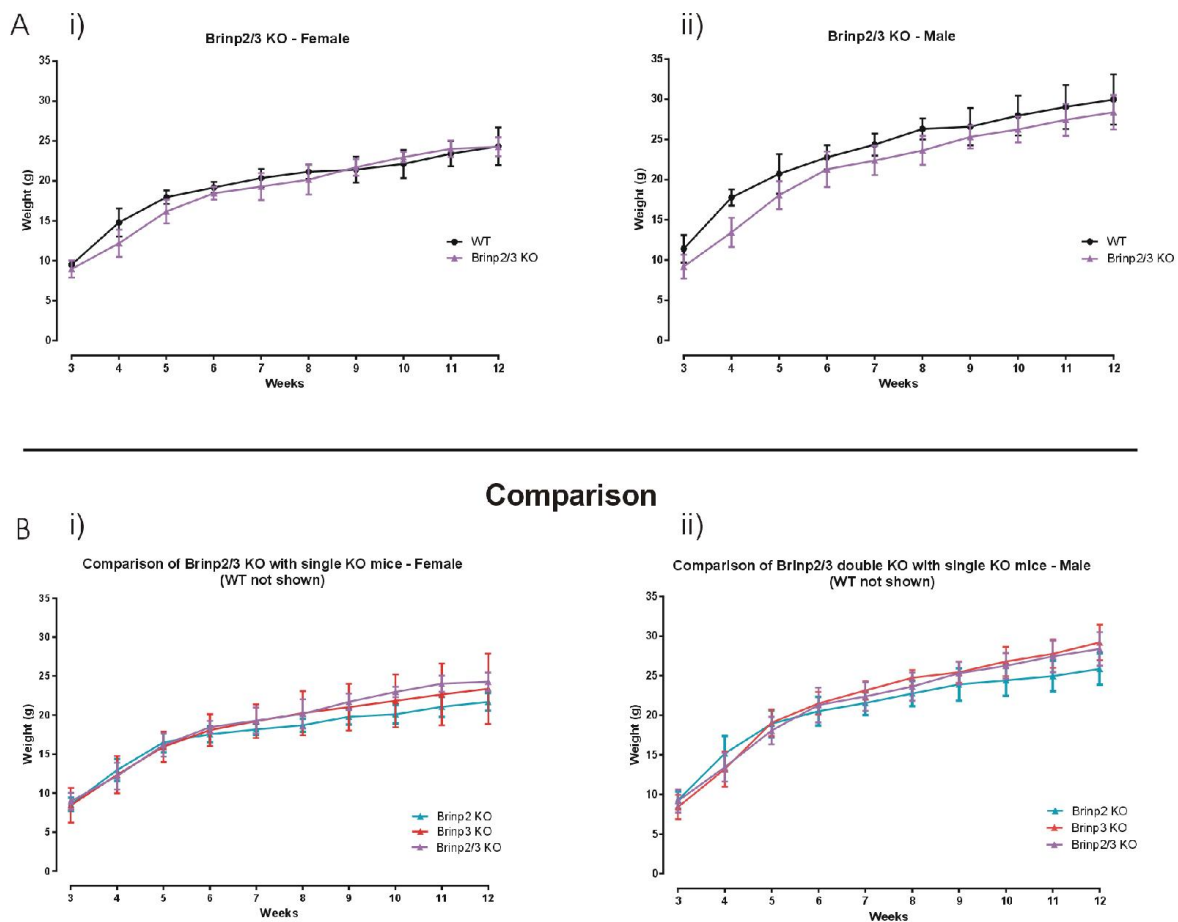 A i)
Brinp2/3 KO - Female
35
30
25
20
15
10
5
0
Weight (g)
WT
Brinp2/3 KO
3 4 5 6 7 8 9 10 11 12
Weeks
ii)
Brinp2/3 KO - Male
35
30
25
20
15
10
5
0
Weight (g)
WT
Brinp2/3 KO
3 4 5 6 7 8 9 10 11 12
Weeks
Comparison
B i)
Comparison of Brinp2/3 KO with single KO mice - Female
(WT not shown)
35
30
25
20
15
10
5
0
Weight (g)
Brinp2 KO
Brinp3 KO
Brinp2/3 KO
3 4 5 6 7 8 9 10 11 12
Weeks
ii)
Comparison of Brinp2/3 double KO with single KO mice - Male
(WT not shown)
35
30
25
20
15
10
5
0
Weight (g)
Brinp2 KO
Brinp3 KO
Brinp2/3 KO
3 4 5 6 7 8 9 10 11 12
Weeks